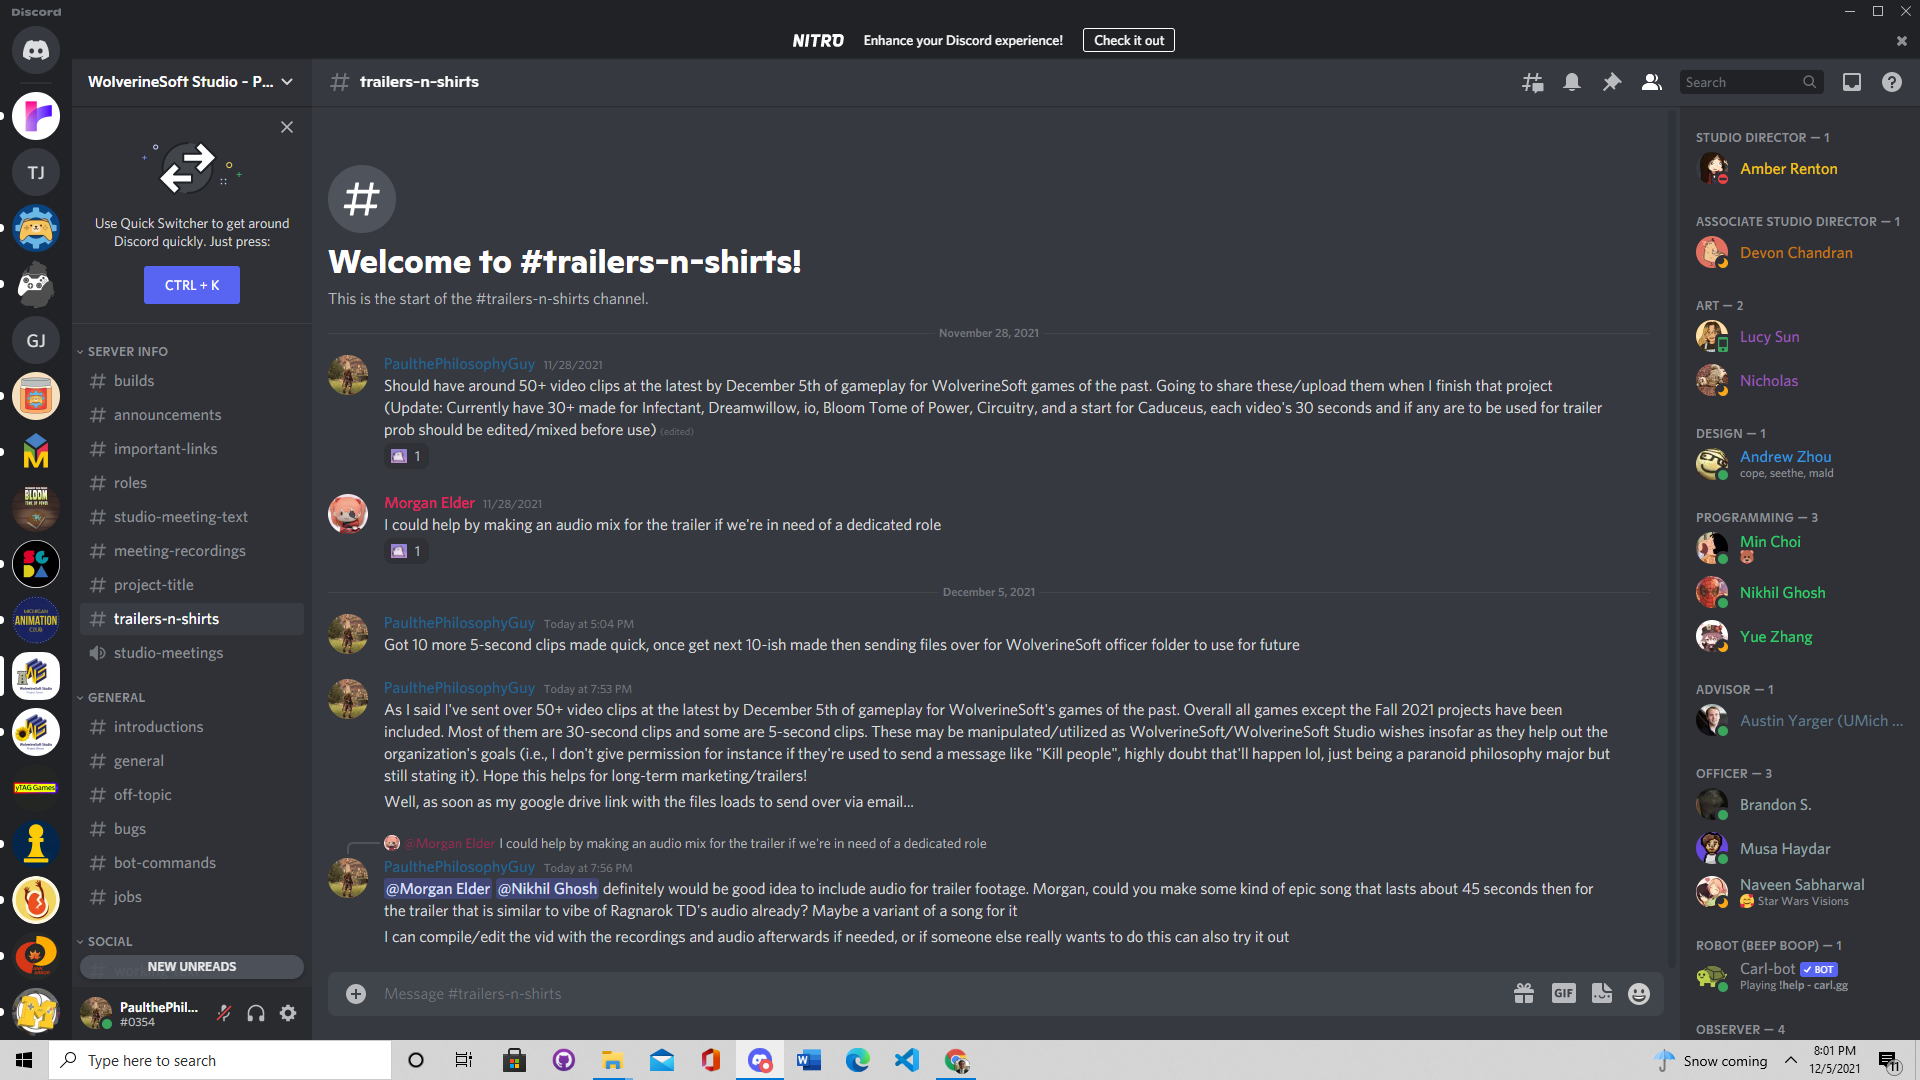 Discord
NITRO Enhance your Discord experience! Check it out
WolverineSoft Studio - P...
trailers-n-shirts
Search
Use Quick Switcher to get around
Discord quickly. Just press:
CTRL + K
SERVER INFO
builds
announcements
important-links
roles
studio-meeting-text
meeting-recordings
project-title
trailers-n-shirts
studio-meetings
GENERAL
introductions
general
off-topic
bugs
bot-commands
jobs
SOCIAL
NEW UNREADS
PaulthePhil...
#0354
TJ
GJ
BLOOM
MICHIGAN
ANIMATION
CLUB
yTAG Games
Welcome to #trailers-n-shirts!
This is the start of the #trailers-n-shirts channel.
November 28, 2021
PaulthePhilosophyGuy 11/28/2021
Should have around 50+ video clips at the latest by December 5th of gameplay for WolverineSoft games of the past. Going to share these/upload them when I finish that project
(Update: Currently have 30+ made for Infectant, Dreamwillow, io, Bloom Tome of Power, Circuitry, and a start for Caduceus, each video's 30 seconds and if any are to be used for trailer
prob should be edited/mixed before use) (edited)
1
Morgan Elder 11/28/2021
I could help by making an audio mix for the trailer if we're in need of a dedicated role
1
December 5, 2021
PaulthePhilosophyGuy Today at 5:04 PM
Got 10 more 5-second clips made quick, once get next 10-ish made then sending files over for WolverineSoft officer folder to use for future
PaulthePhilosophyGuy Today at 7:53 PM
As I said I've sent over 50+ video clips at the latest by December 5th of gameplay for WolverineSoft's games of the past. Overall all games except the Fall 2021 projects have been
included. Most of them are 30-second clips and some are 5-second clips. These may be manipulated/utilized as WolverineSoft/WolverineSoft Studio wishes insofar as they help out the
organization's goals (i.e., I don't give permission for instance if they're used to send a message like "Kill people", highly doubt that'll happen lol, just being a paranoid philosophy major but
still stating it). Hope this helps for long-term marketing/trailers!
Well, as soon as my google drive link with the files loads to send over via email...
@Morgan Elder I could help by making an audio mix for the trailer if we're in need of a dedicated role
PaulthePhilosophyGuy Today at 7:56 PM
@Morgan Elder @Nikhil Ghosh definitely would be good idea to include audio for trailer footage. Morgan, could you make some kind of epic song that lasts about 45 seconds then for
the trailer that is similar to vibe of Ragnarok TD's audio already? Maybe a variant of a song for it
I can compile/edit the vid with the recordings and audio afterwards if needed, or if someone else really wants to do this can also try it out
Message #trailers-n-shirts
GIF
STUDIO DIRECTOR — 1
Amber Renton
ASSOCIATE STUDIO DIRECTOR — 1
Devon Chandran
ART — 2
Lucy Sun
Nicholas
DESIGN — 1
Andrew Zhou
cope, seethe, mald
PROGRAMMING — 3
Min Choi
Nikhil Ghosh
Yue Zhang
ADVISOR — 1
Austin Yarger (UMich ...
OFFICER — 3
Brandon S.
Musa Haydar
Naveen Sabharwal
Star Wars Visions
ROBOT (BEEP BOOP) — 1
Carl-bot BOT
Playing !help - carl.gg
OBSERVER — 4
Type here to search
Snow coming
8:01 PM
12/5/2021
11